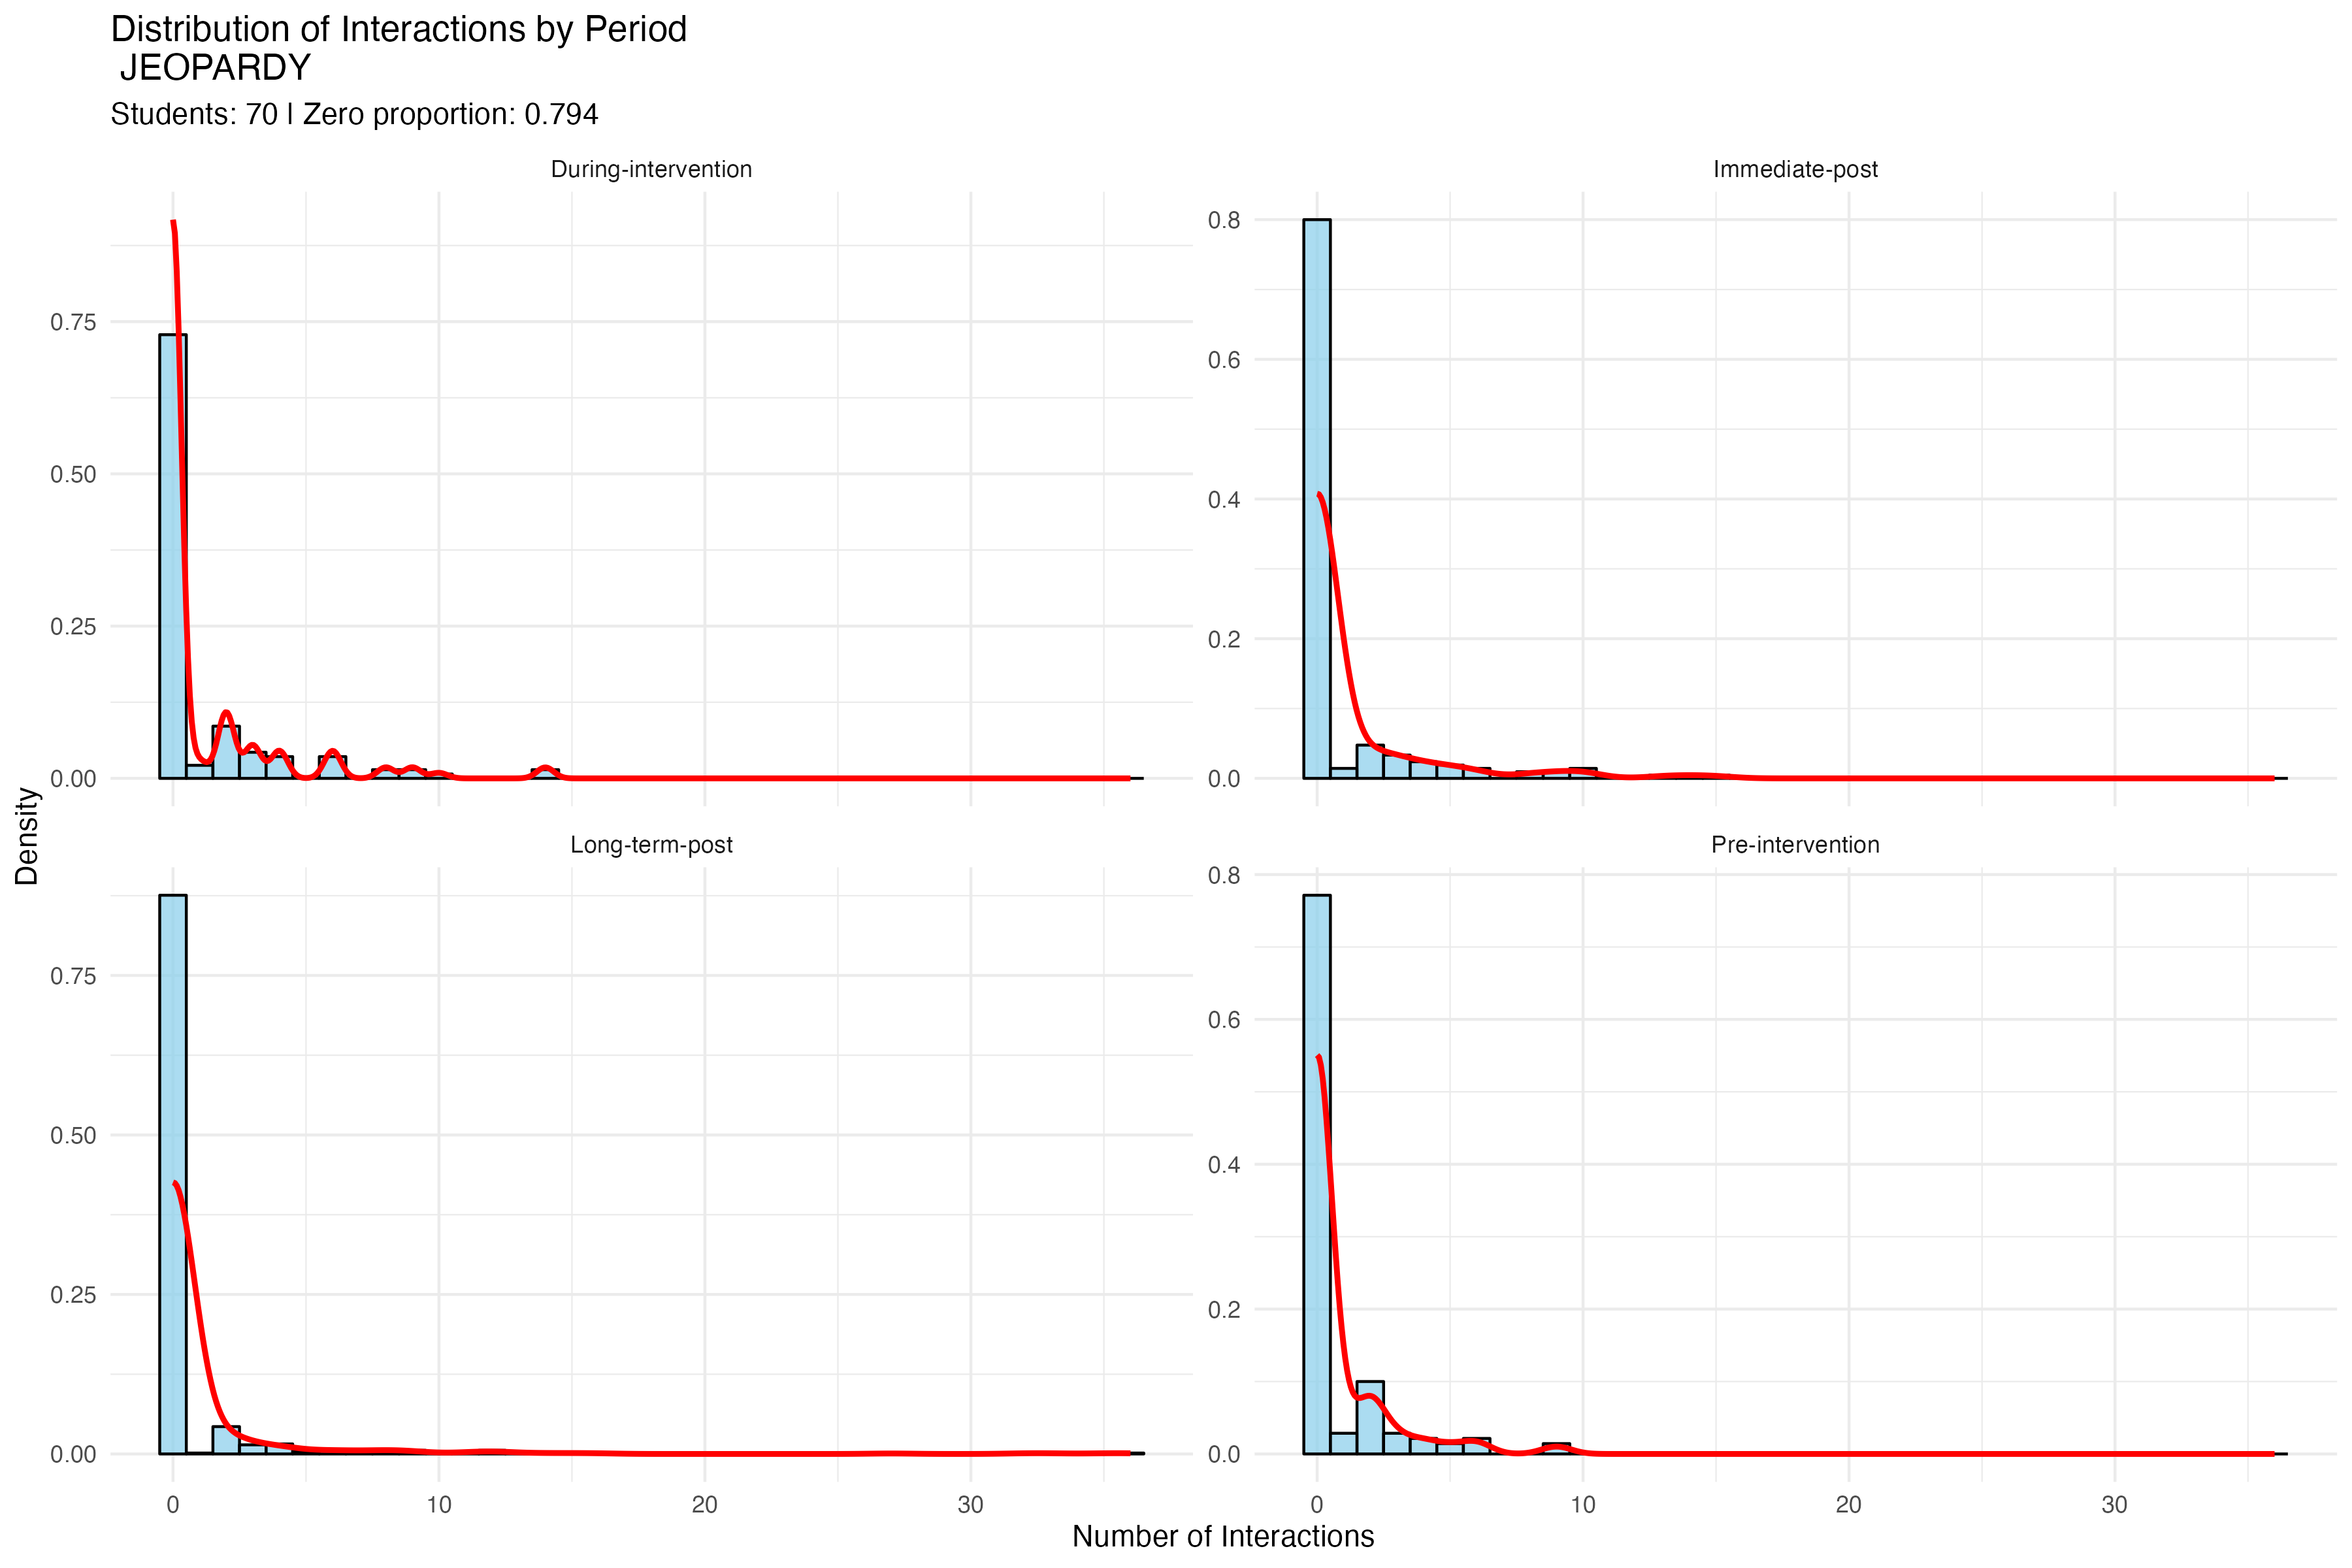 Distribution of Interactions by Period
JEOPARDY
Students: 70 | Zero proportion: 0.794
During-intervention
Immediate-post
0.75
0.50
0.25
0.00
0.8
0.6
0.4
0.2
0.0
Density
Long-term-post
Pre-intervention
0.75
0.50
0.25
0.00
0.8
0.6
0.4
0.2
0.0
0 10 20 30
0 10 20 30
Number of Interactions